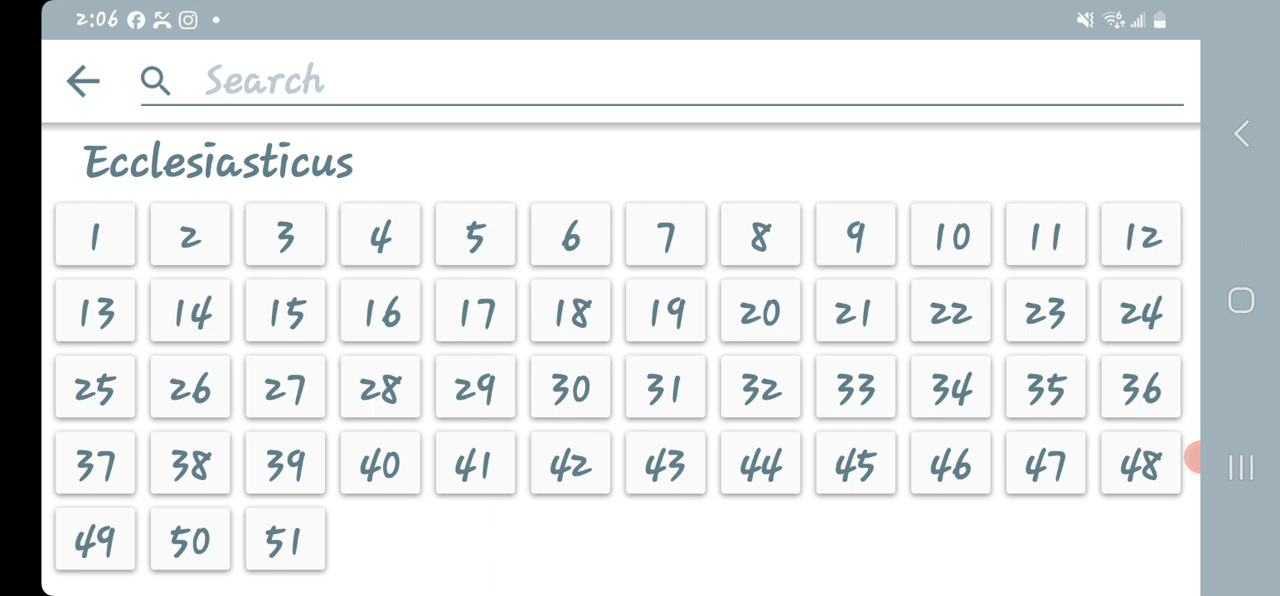 2:06
Search
Ecclesiasticus
1 2 3 4 5 6 7 8 9 10 11 12
13 14 15 16 17 18 19 20 21 22 23 24
25 26 27 28 29 30 31 32 33 34 35 36
37 38 39 40 41 42 43 44 45 46 47 48
49 50 51